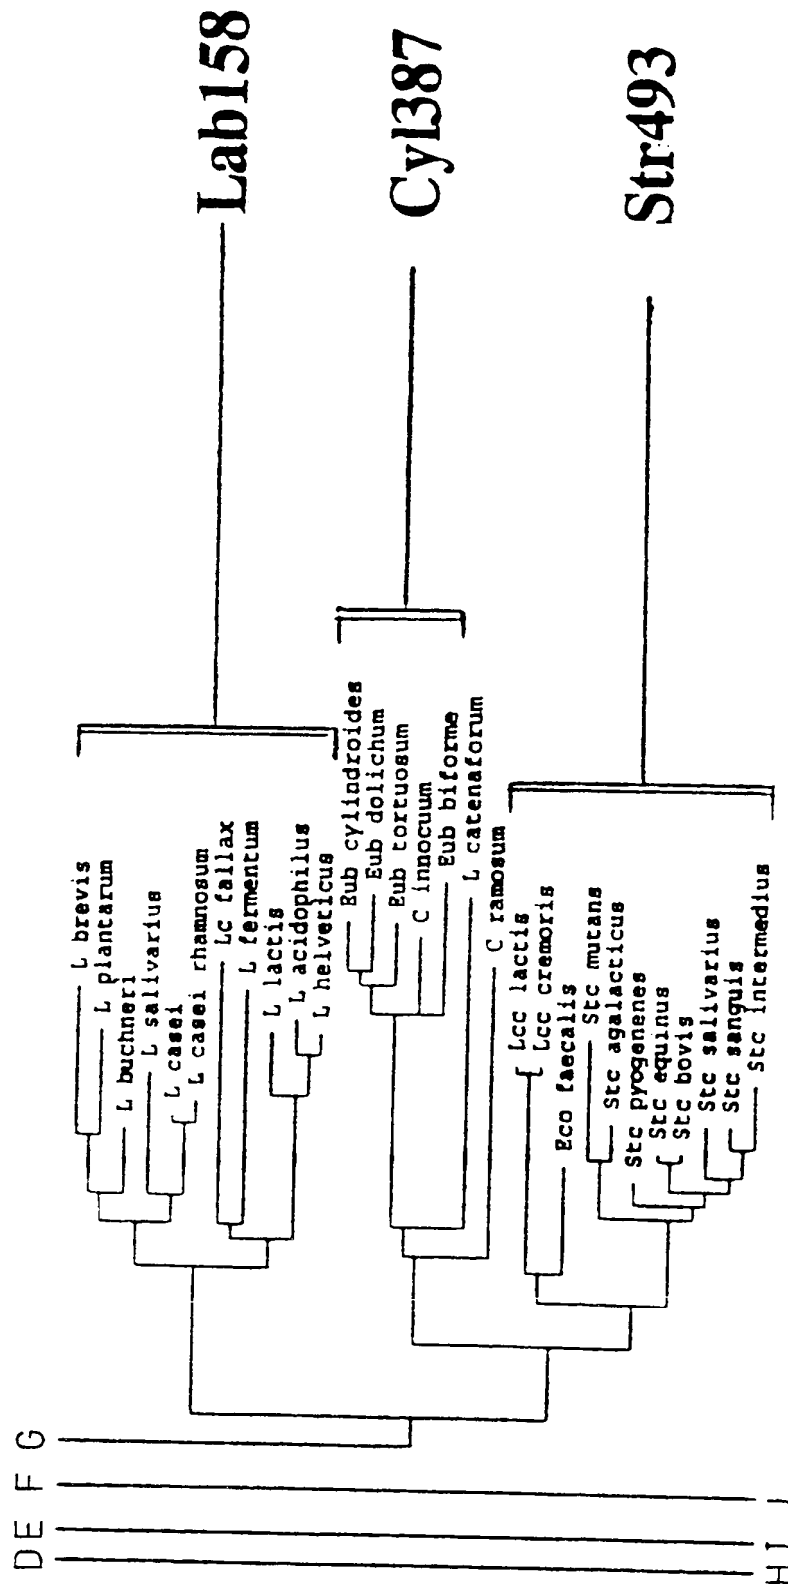 Lab158
Cyl387
Str493
L brevis
L plantarum
L buchneri
L salivarius
L casei
L casei rhamnosum
Lc fallax
L fermentum
L lactis
L acidophilus
L helveticus
Eub cylindroides
Eub dolichum
Eub tortuosum
C innocuum
Eub biforme
L catenaforum
C ramosum
Lcc lactis
Lcc cremoris
Eco faecalis
Stc mutans
Stc agalacticus
Stc pyogenenes
Stc equinus
Stc bovis
Stc salivarius
Stc sanguis
Stc intermedius
G
F
E
D
J
I
H